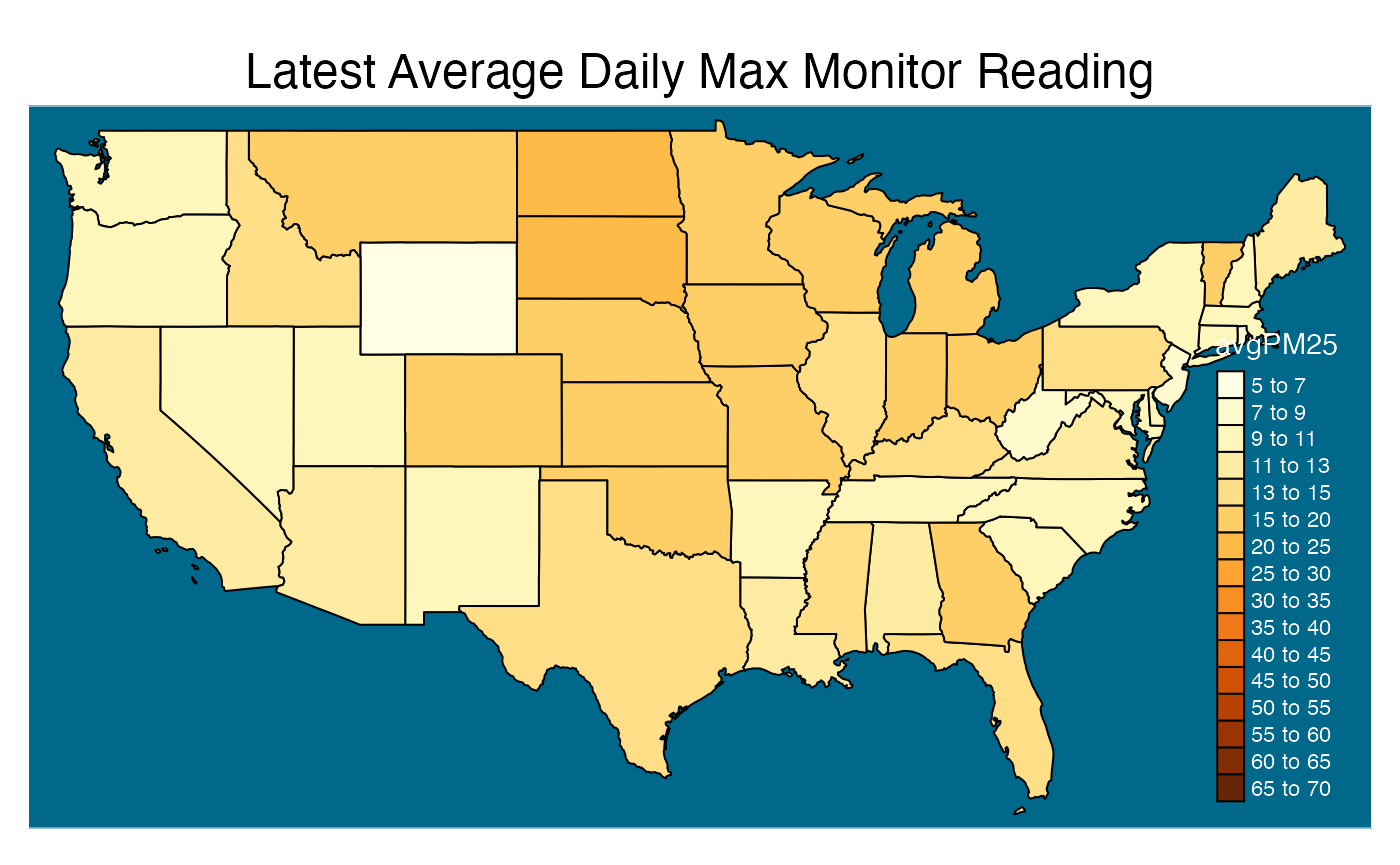 Latest Average Daily Max Monitor Reading
avgPM25
5 to 7
7 to 9
9 to 11
11 to 13
13 to 15
15 to 20
20 to 25
25 to 30
30 to 35
35 to 40
40 to 45
45 to 50
50 to 55
55 to 60
60 to 65
65 to 70